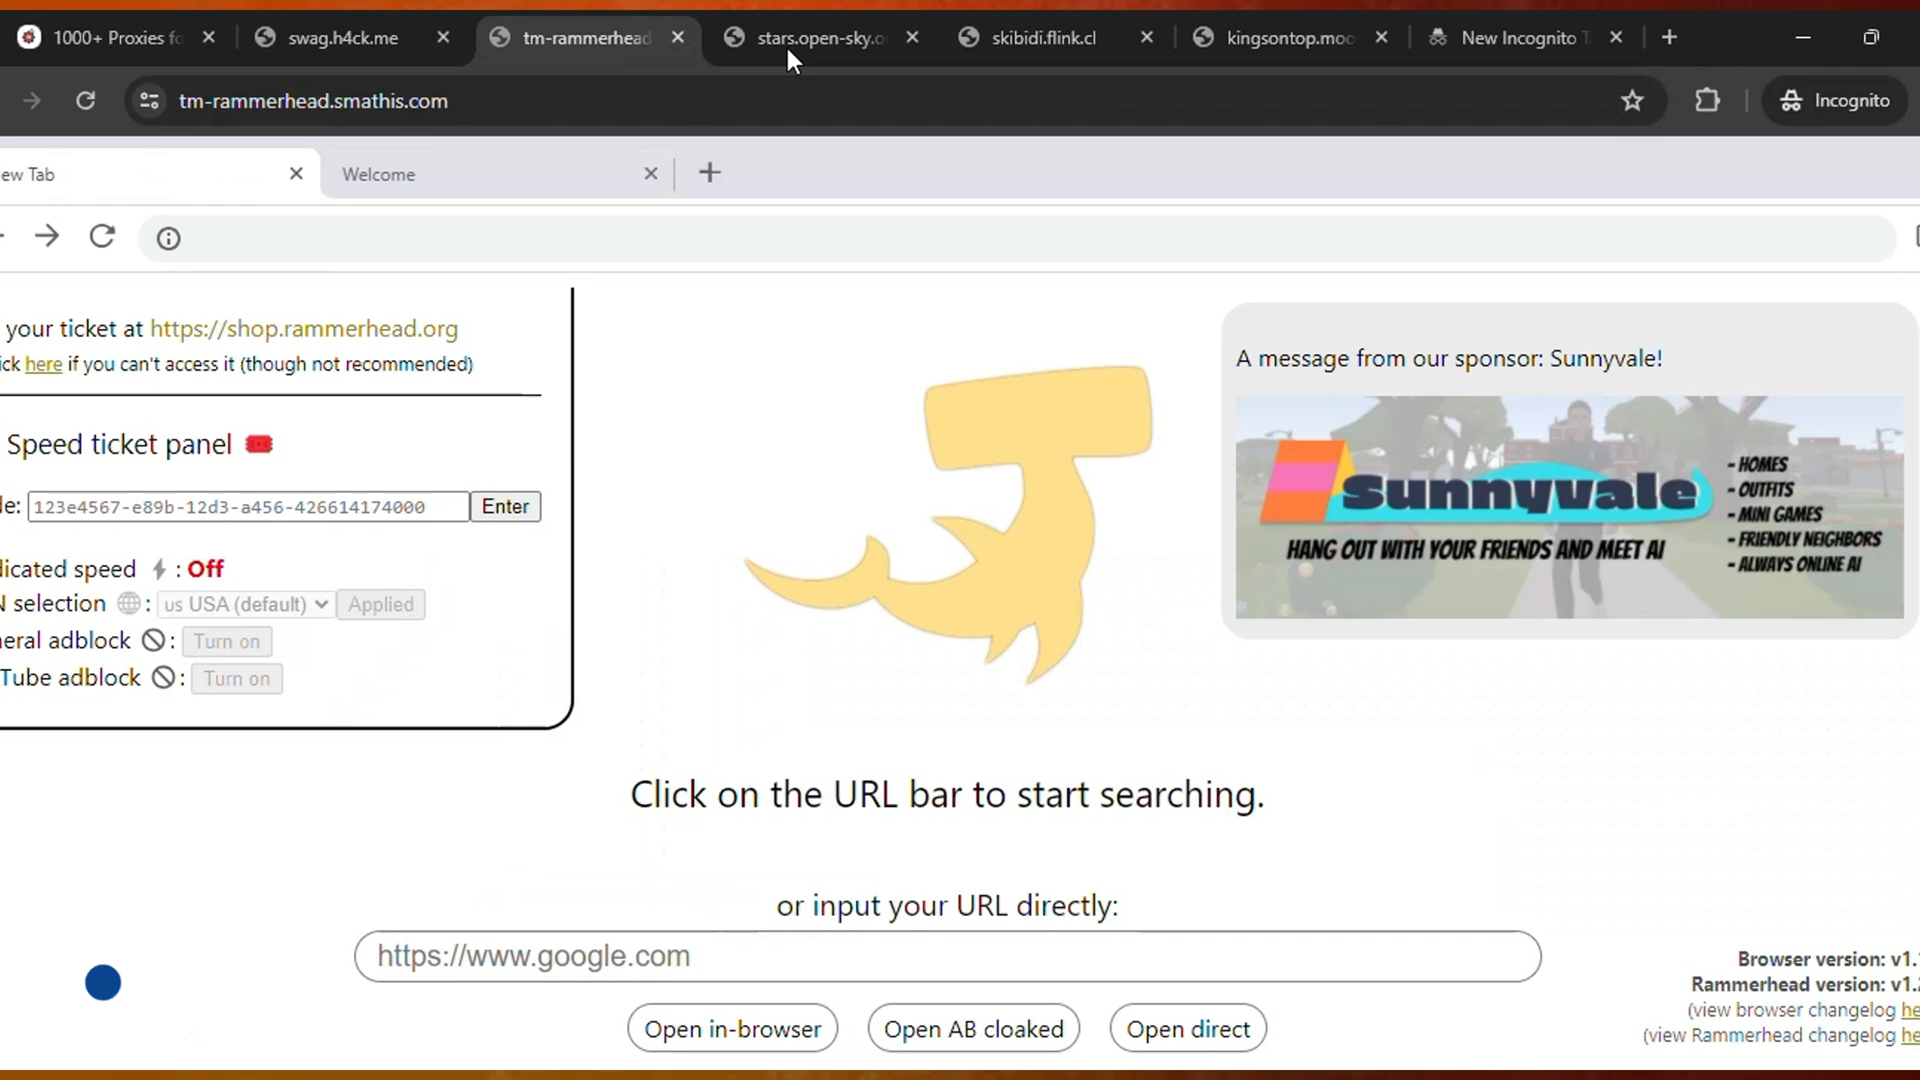 1000+ Proxies fo
swag.h4ck.me
tm-rammerhead
stars.open-sky.o
skibidi.flink.cl
kingsontop.moo
New Incognito T
tm-rammerhead.smathis.com
Incognito
ew Tab
Welcome
your ticket at https://shop.rammerhead.org
ick here if you can't access it (though not recommended)
Speed ticket panel
de: 123e4567-e89b-12d3-a456-426614174000 Enter
dicated speed : Off
N selection : us USA (default) Applied
neral adblock : Turn on
Tube adblock : Turn on
A message from our sponsor: Sunnyvale!
Sunnyvale
HANG OUT WITH YOUR FRIENDS AND MEET AI
- HOMES
- OUTFITS
- MINI GAMES
- FRIENDLY NEIGHBORS
- ALWAYS ONLINE AI
Click on the URL bar to start searching.
or input your URL directly:
https://www.google.com
Open in-browser
Open AB cloaked
Open direct
Browser version: v1.
Rammerhead version: v1.2
(view browser changelog he
(view Rammerhead changelog he